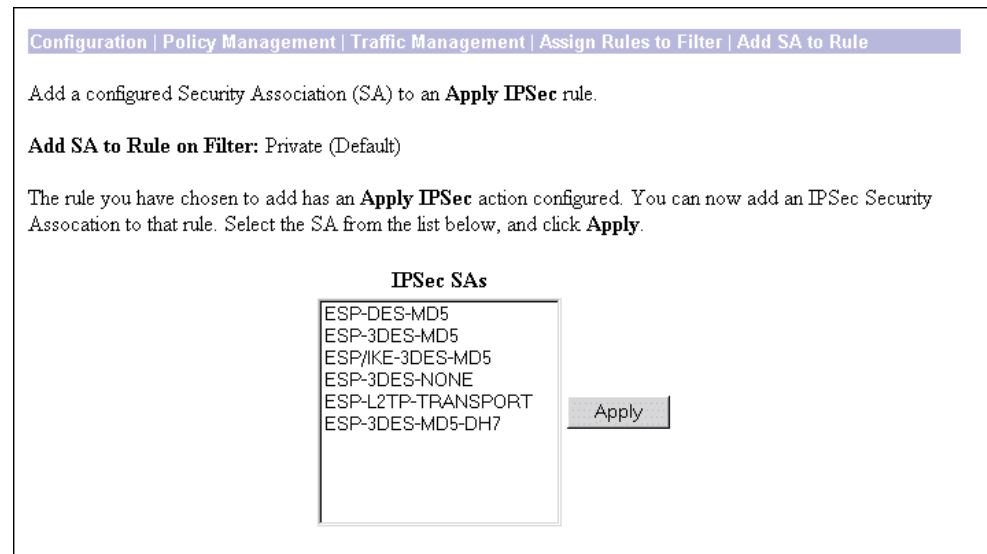 Configuration | Policy Management | Traffic Management | Assign Rules to Filter | Add SA to Rule
Add a configured Security Association (SA) to an Apply IPSec rule.
Add SA to Rule on Filter: Private (Default)
The rule you have chosen to add has an Apply IPSec action configured. You can now add an IPSec Security
Assocation to that rule. Select the SA from the list below, and click Apply.
IPSec SAs
ESP-DES-MD5
ESP-3DES-MD5
ESP/IKE-3DES-MD5
ESP-3DES-NONE
ESP-L2TP-TRANSPORT
ESP-3DES-MD5-DH7
Apply